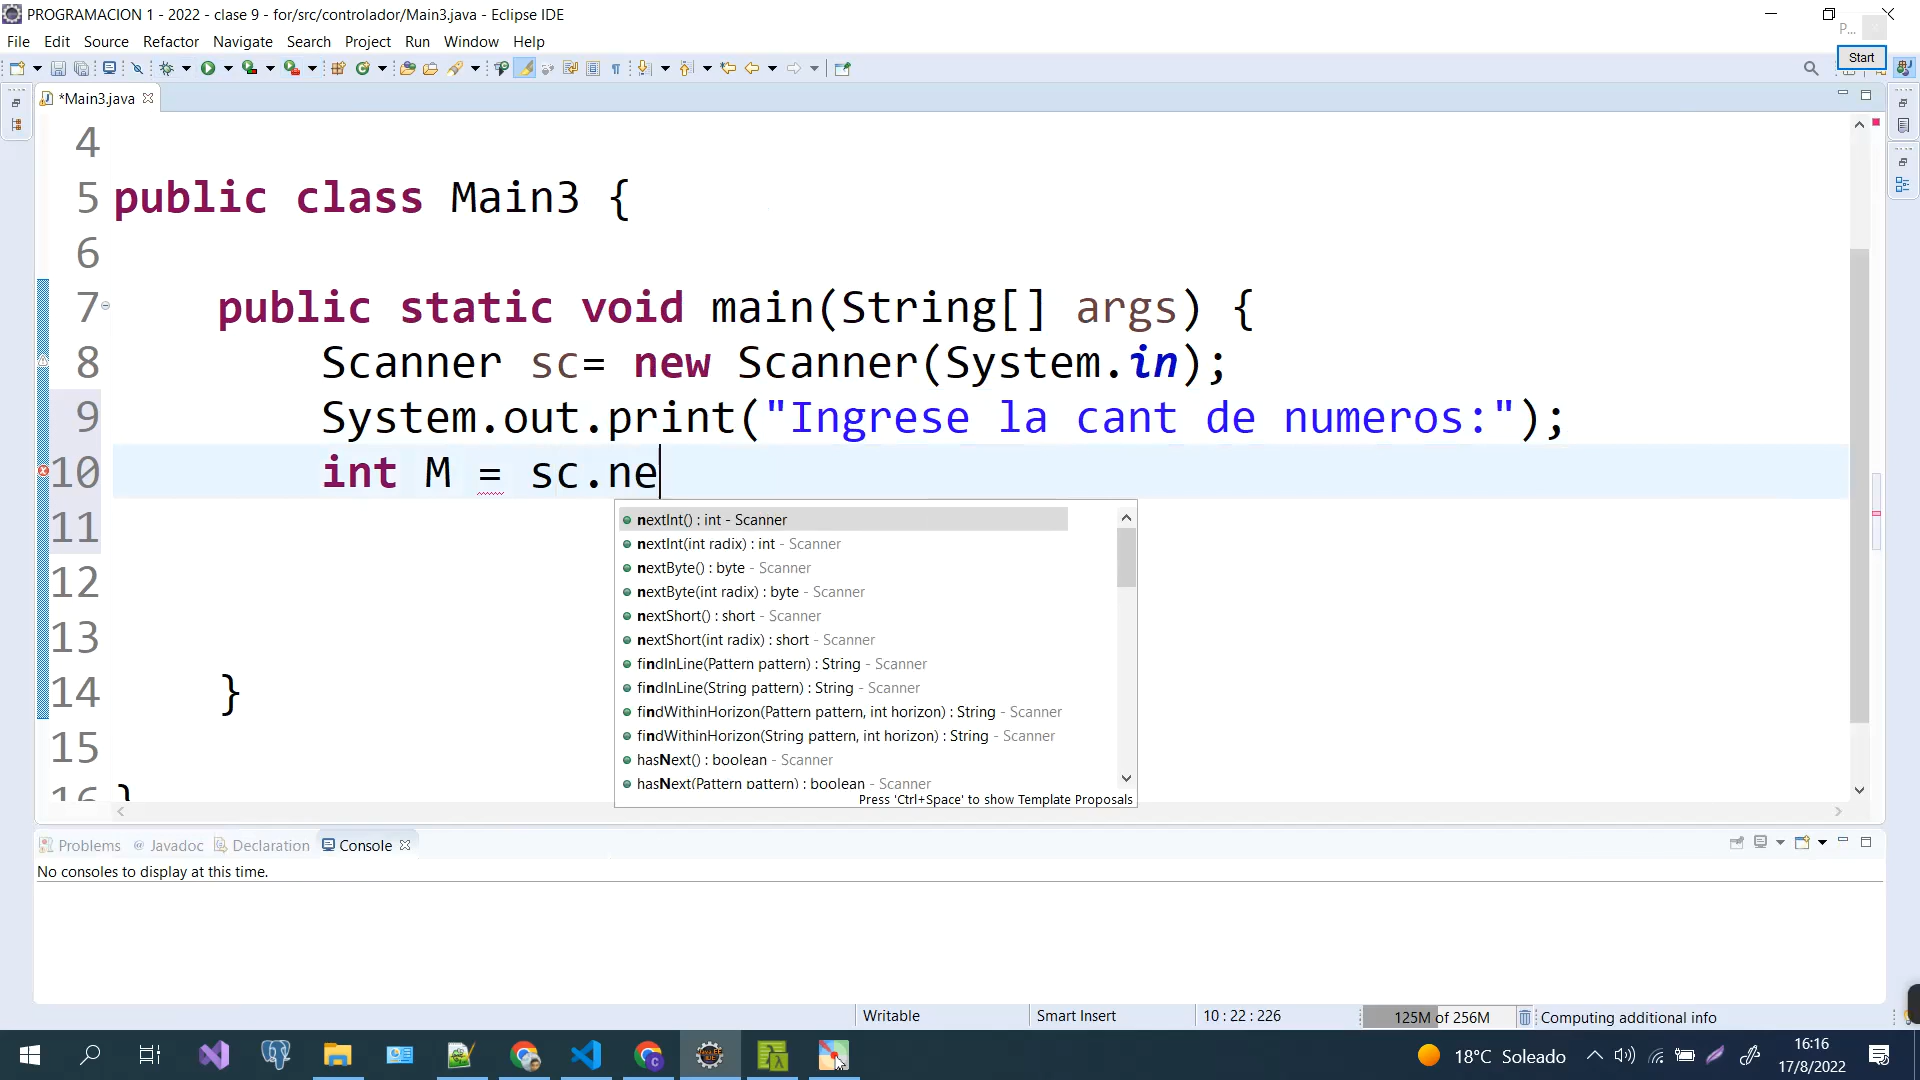 PROGRAMACION 1 - 2022 - clase 9 - for/src/controlador/Main3.java - Eclipse IDE
P...
File Edit Source Refactor Navigate Search Project Run Window Help
Start
*Main3.java
4
5 public class Main3 {
6
7 public static void main(String[] args) {
8 Scanner sc= new Scanner(System.in);
9 System.out.print("Ingrese la cant de numeros:");
10 int M = sc.ne
11
12
13
14 }
15
16 }
nextInt() : int - Scanner
nextInt(int radix) : int - Scanner
nextByte() : byte - Scanner
nextByte(int radix) : byte - Scanner
nextShort() : short - Scanner
nextShort(int radix) : short - Scanner
findInLine(Pattern pattern) : String - Scanner
findInLine(String pattern) : String - Scanner
findWithinHorizon(Pattern pattern, int horizon) : String - Scanner
findWithinHorizon(String pattern, int horizon) : String - Scanner
hasNext() : boolean - Scanner
hasNext(Pattern pattern) : boolean - Scanner
Press 'Ctrl+Space' to show Template Proposals
Problems @ Javadoc Declaration Console
No consoles to display at this time.
Writable Smart Insert 10 : 22 : 226 125M of 256M Computing additional info
18°C Soleado
16:16
17/8/2022